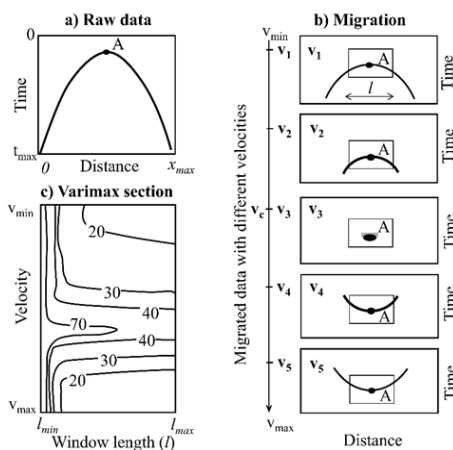 a) Raw data
0
A
Time
t_max
0
Distance
x_max
c) Varimax section
v_min
Velocity
v_max
20
30
40
70
40
30
20
l_min
l_max
Window length (l)
b) Migration
Migrated data with different velocities
v_min
v_1
v_2
v_c v_3
v_4
v_5
v_max
v_1
A
l
Time
v_2
A
Time
v_3
A
Time
v_4
A
Time
v_5
A
Time
Distance